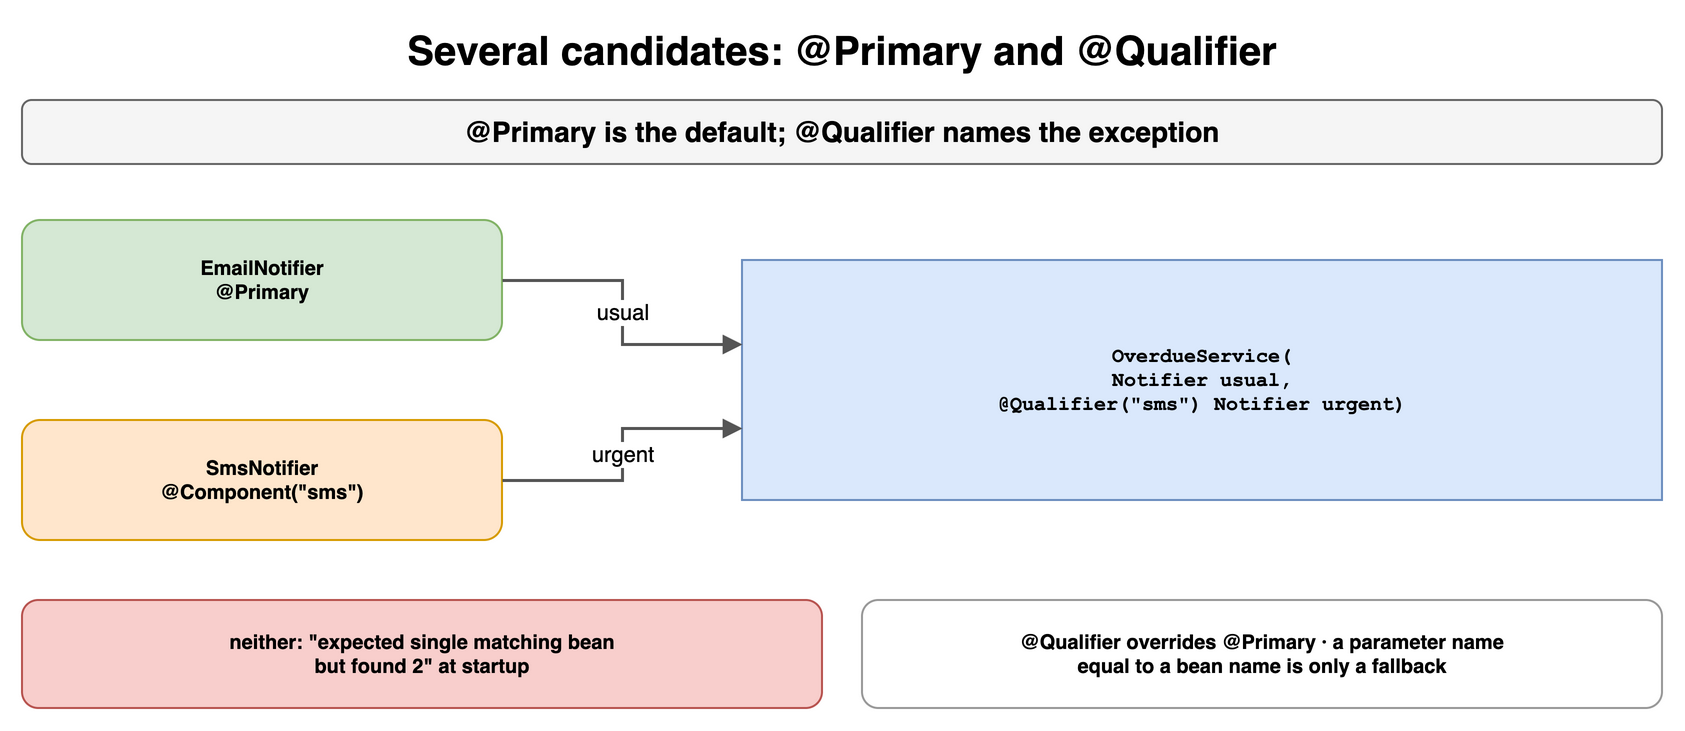 Several candidates: @Primary and @Qualifier
@Primary is the default; @Qualifier names the exception
EmailNotifier
@Primary
usual
OverdueService(
Notifier usual,
@Qualifier("sms") Notifier urgent)
urgent
SmsNotifier
@Component("sms")
neither: "expected single matching bean
but found 2" at startup
@Qualifier overrides @Primary · a parameter name
equal to a bean name is only a fallback